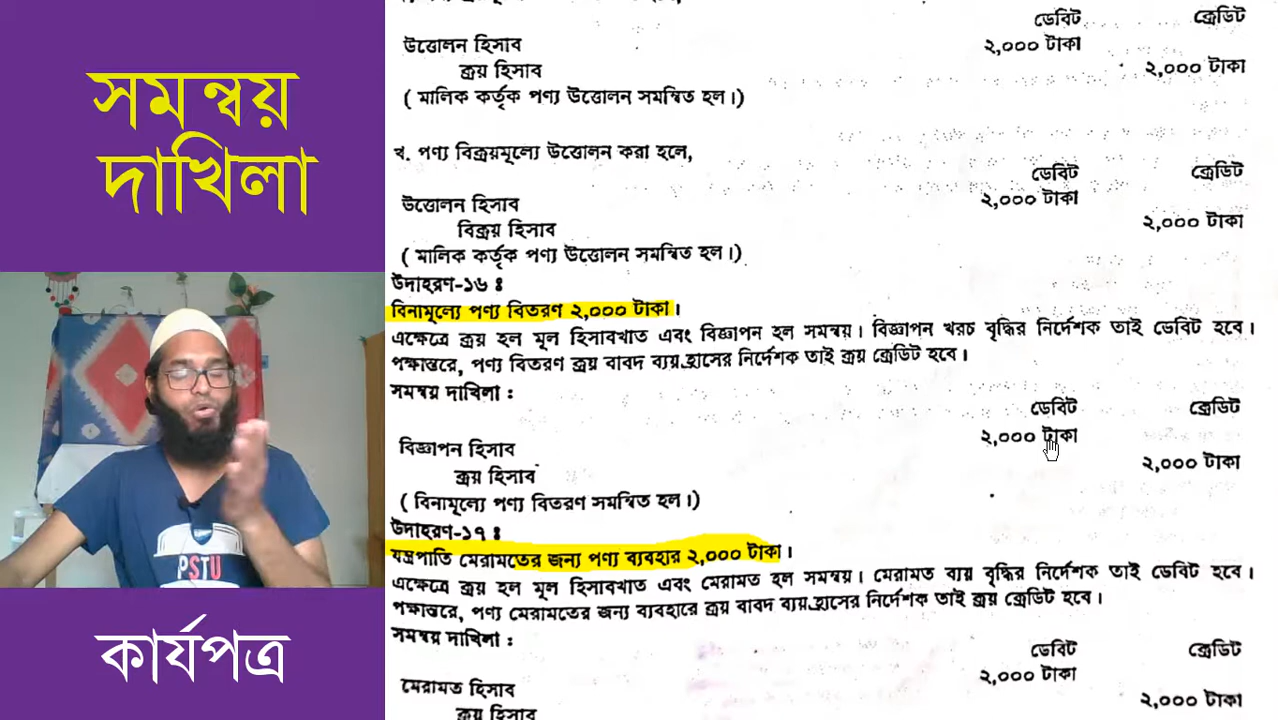 সমন্বয়
দাখিলা
PSTU
কার্যপত্র
ডেবিট ক্রেডিট
উত্তোলন হিসাব ২,০০০ টাকা
ক্রয় হিসাব ২,০০০ টাকা
( মালিক কর্তৃক পণ্য উত্তোলন সমন্বিত হল।)
খ. পণ্য বিক্রয়মূল্যে উত্তোলন করা হলে,
ডেবিট ক্রেডিট
উত্তোলন হিসাব ২,০০০ টাকা
বিক্রয় হিসাব ২,০০০ টাকা
( মালিক কর্তৃক পণ্য উত্তোলন সমন্বিত হল।)
উদাহরণ-১৬ :
বিনামূল্যে পণ্য বিতরণ ২,০০০ টাকা।
এক্ষেত্রে ক্রয় হল মূল হিসাবখাত এবং বিজ্ঞাপন হল সমন্বয়। বিজ্ঞাপন খরচ বৃদ্ধির নির্দেশক তাই ডেবিট হবে।
পক্ষান্তরে, পণ্য বিতরণ ক্রয় বাবদ ব্যয় হ্রাসের নির্দেশক তাই ক্রয় ক্রেডিট হবে।
সমন্বয় দাখিলা :
ডেবিট ক্রেডিট
বিজ্ঞাপন হিসাব ২,০০০ টাকা
ক্রয় হিসাব ২,০০০ টাকা
( বিনামূল্যে পণ্য বিতরণ সমন্বিত হল।)
উদাহরণ-১৭ :
যন্ত্রপাতি মেরামতের জন্য পণ্য ব্যবহার ২,০০০ টাকা।
এক্ষেত্রে ক্রয় হল মূল হিসাবখাত এবং মেরামত হল সমন্বয়। মেরামত ব্যয় বৃদ্ধির নির্দেশক তাই ডেবিট হবে।
পক্ষান্তরে, পণ্য মেরামতের জন্য ব্যবহারে ক্রয় বাবদ ব্যয় হ্রাসের নির্দেশক তাই ক্রয় ক্রেডিট হবে।
সমন্বয় দাখিলা :
ডেবিট ক্রেডিট
মেরামত হিসাব ২,০০০ টাকা
ক্রয় হিসাব ২,০০০ টাকা